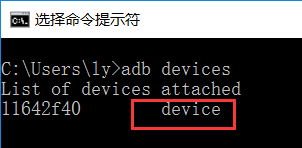 选择命令提示符
C:\Users\ly>adb devices
List of devices attached
11642f40        device